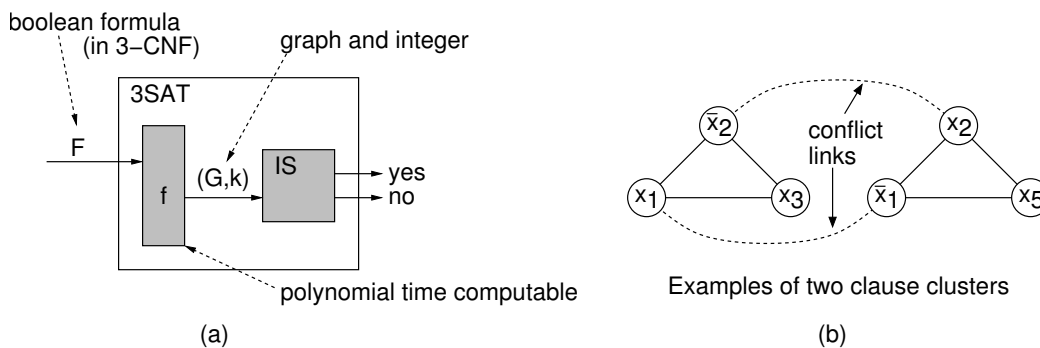 boolean formula
(in 3−CNF)
graph and integer
3SAT
F
f
(G,k)
IS
yes
no
polynomial time computable
(a)
x̄2
x1
x3
conflict
links
x2
x̄1
x5
Examples of two clause clusters
(b)